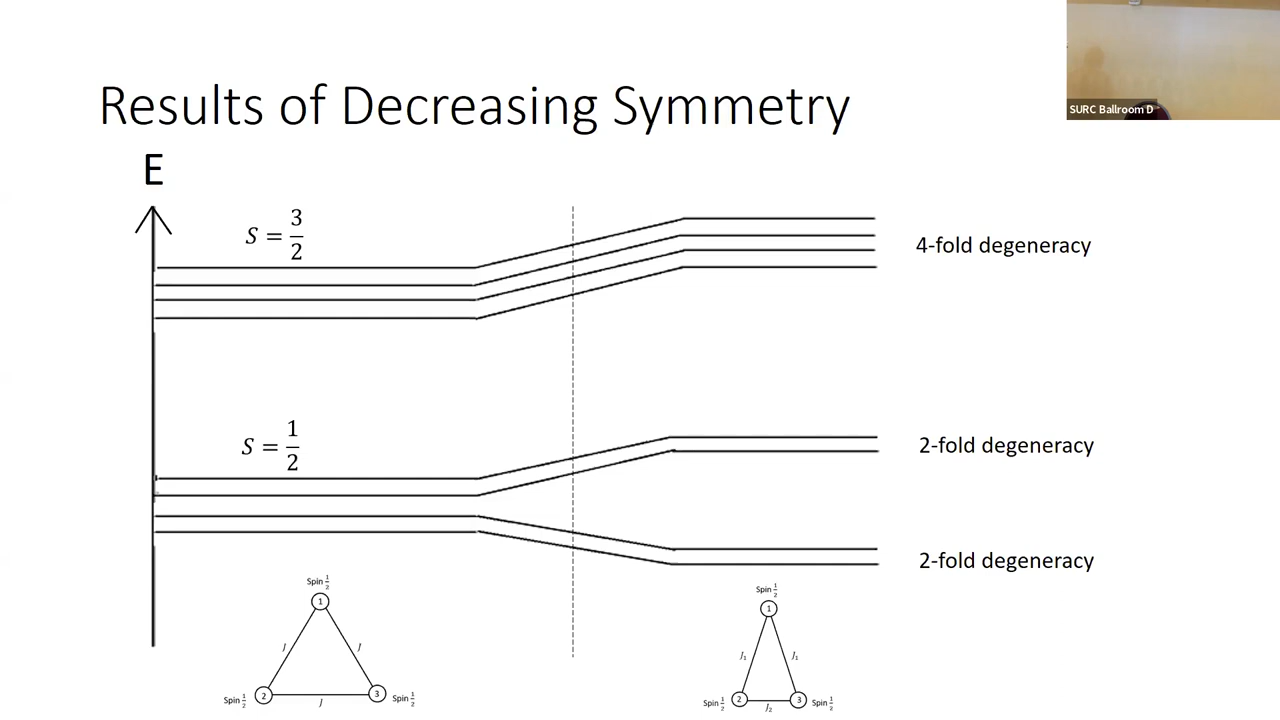 SURC Ballroom D
Results of Decreasing Symmetry
E
S = 3/2
4-fold degeneracy
S = 1/2
2-fold degeneracy
2-fold degeneracy
Spin 1/2
1
J
J
Spin 1/2
2
J
3
Spin 1/2
Spin 1/2
1
J₁
J₁
Spin 1/2
2
J₂
3
Spin 1/2